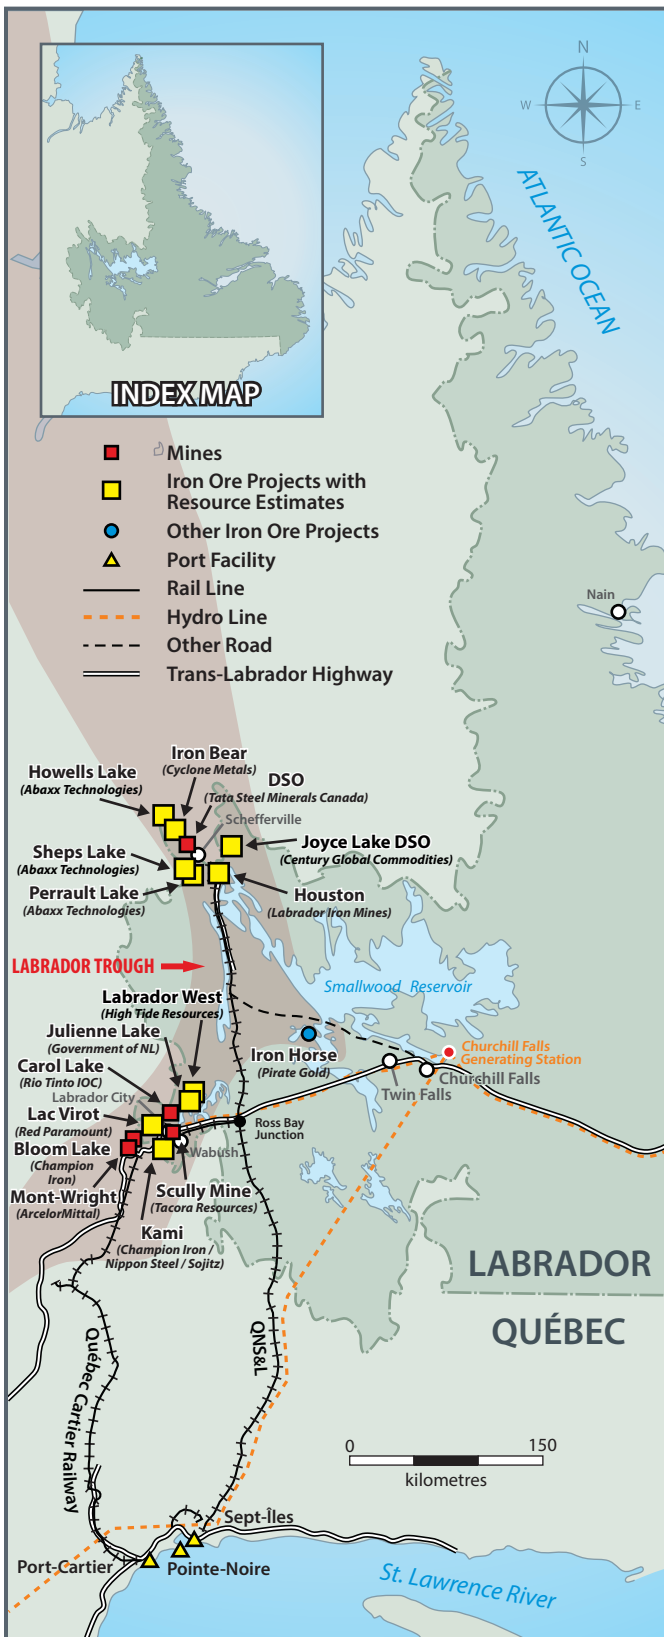 N
W
E
S
ATLANTIC OCEAN
INDEX MAP
Mines
Iron Ore Projects with
Resource Estimates
Other Iron Ore Projects
Port Facility
Rail Line
Hydro Line
Other Road
Trans-Labrador Highway
Nain
Iron Bear
(Cyclone Metals)
Howells Lake
(Abaxx Technologies)
DSO
(Tata Steel Minerals Canada)
Schefferville
Joyce Lake DSO
(Century Global Commodities)
Sheps Lake
(Abaxx Technologies)
Perrault Lake
(Abaxx Technologies)
Houston
(Labrador Iron Mines)
LABRADOR TROUGH
Smallwood Reservoir
Labrador West
(High Tide Resources)
Julienne Lake
(Government of NL)
Iron Horse
(Pirate Gold)
Churchill Falls
Generating Station
Churchill Falls
Twin Falls
Carol Lake
(Rio Tinto IOC)
Labrador City
Lac Virot
(Red Paramount)
Ross Bay
Junction
Bloom Lake
(Champion
Iron)
Wabush
Mont-Wright
(ArcelorMittal)
Scully Mine
(Tacora Resources)
Kami
(Champion Iron /
Nippon Steel / Sojitz)
LABRADOR
QUÉBEC
QNS&L
Québec Cartier Railway
0
150
kilometres
Sept-Îles
Port-Cartier
Pointe-Noire
St. Lawrence River